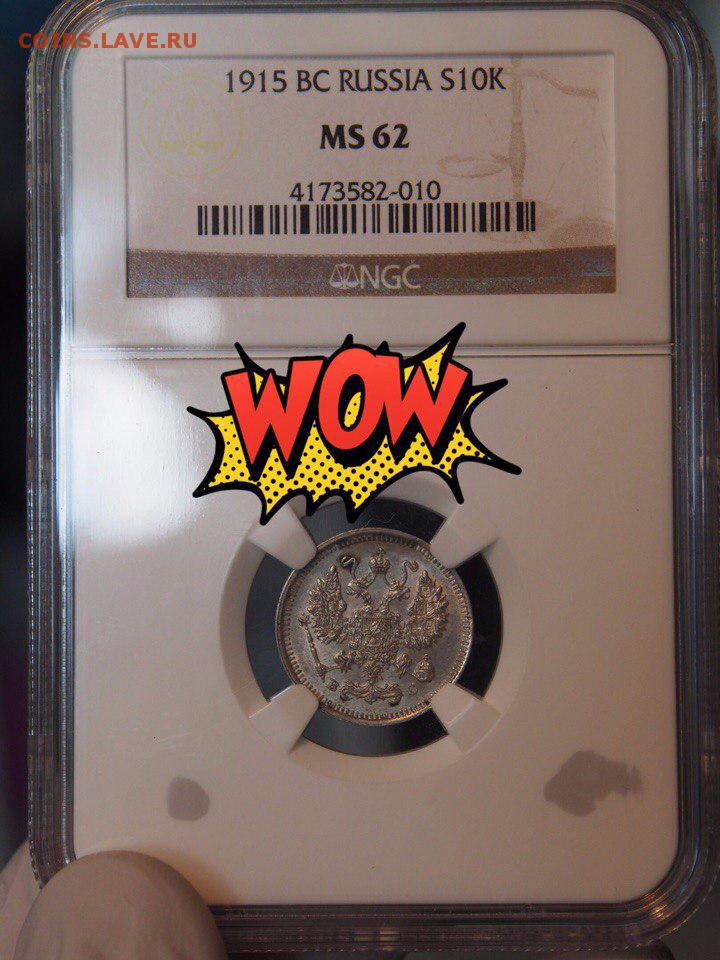 COINS.LAVE.RU
1915 BC RUSSIA S10K
MS 62
4173582-010
NGC
WOW
B C